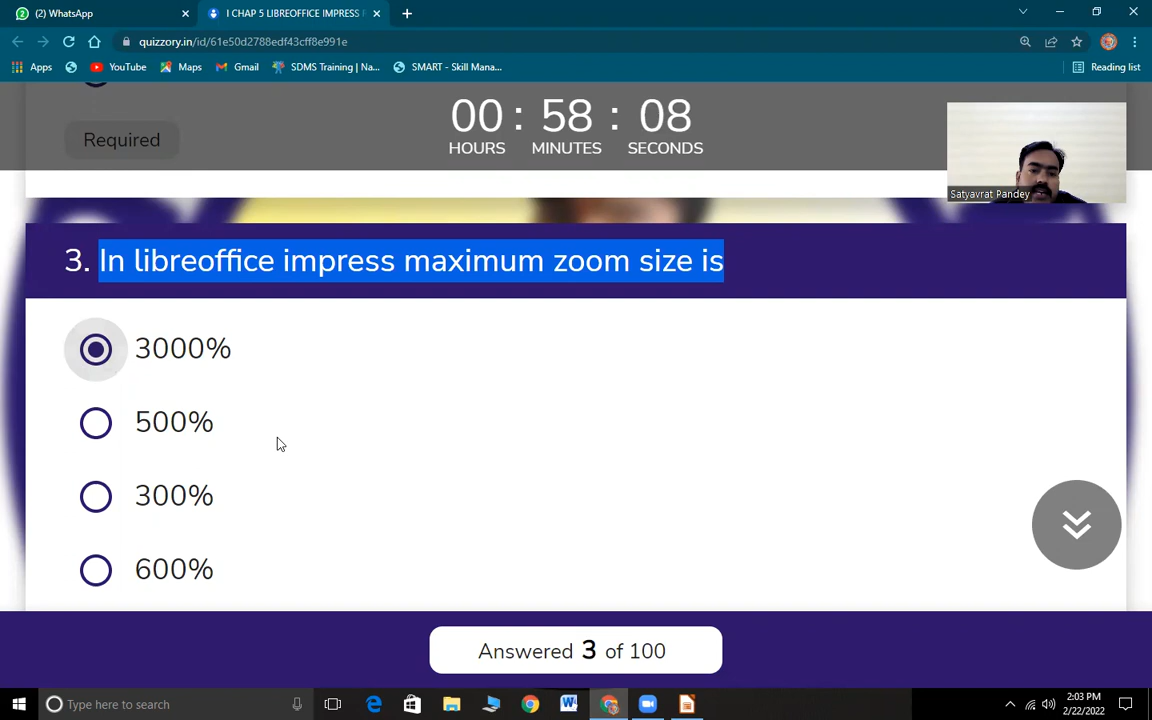 (2) WhatsApp
I CHAP 5 LIBREOFFICE IMPRESS
quizzory.in/id/61e50d2788edf43cff8e991e
Apps
YouTube
Maps
Gmail
SDMS Training | Na...
SMART - Skill Mana...
Reading list
00 : 58 : 08
HOURS MINUTES SECONDS
Required
Satyavrat Pandey
3. In libreoffice impress maximum zoom size is
3000%
500%
300%
600%
Answered 3 of 100
Type here to search
2:03 PM
2/22/2022